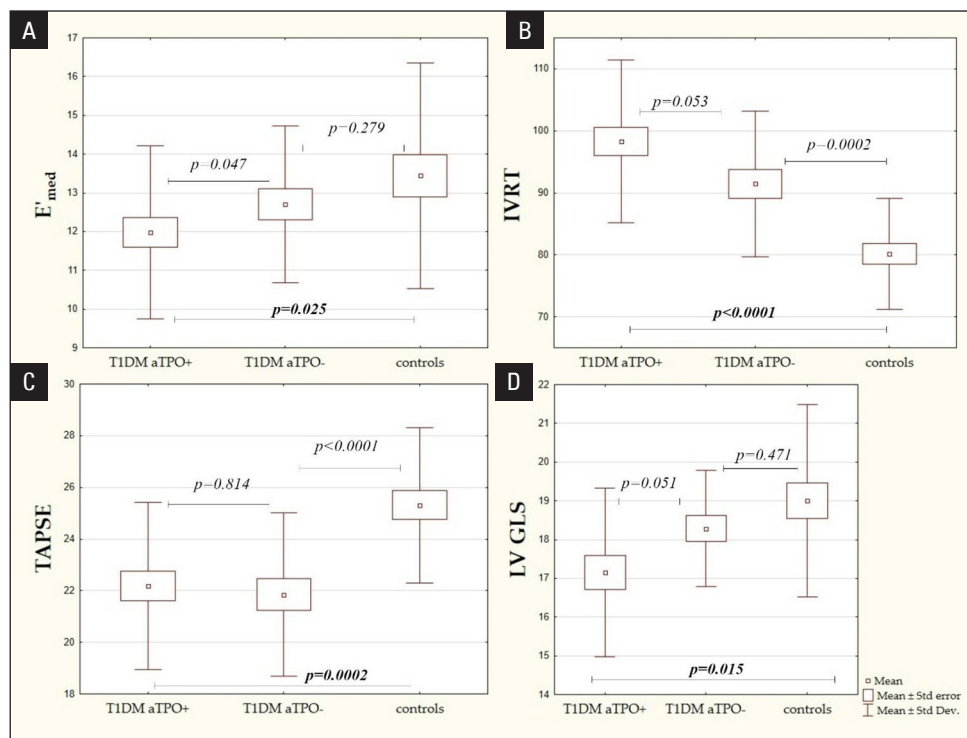 A
17
16
15
14
13
12
11
10
9
E'med
p=0.047
p=0.279
p=0.025
T1DM aTPO+ T1DM aTPO- controls
B
110
100
90
80
70
IVRT
p=0.053
p=0.0002
p<0.0001
T1DM aTPO+ T1DM aTPO- controls
C
30
28
26
24
22
20
18
TAPSE
p=0.814
p<0.0001
p=0.0002
T1DM aTPO+ T1DM aTPO- controls
D
22
21
20
19
18
17
16
15
14
LV GLS
p=0.051
p=0.471
p=0.015
T1DM aTPO+ T1DM aTPO- controls
Mean
Mean ± Std error
Mean ± Std Dev.